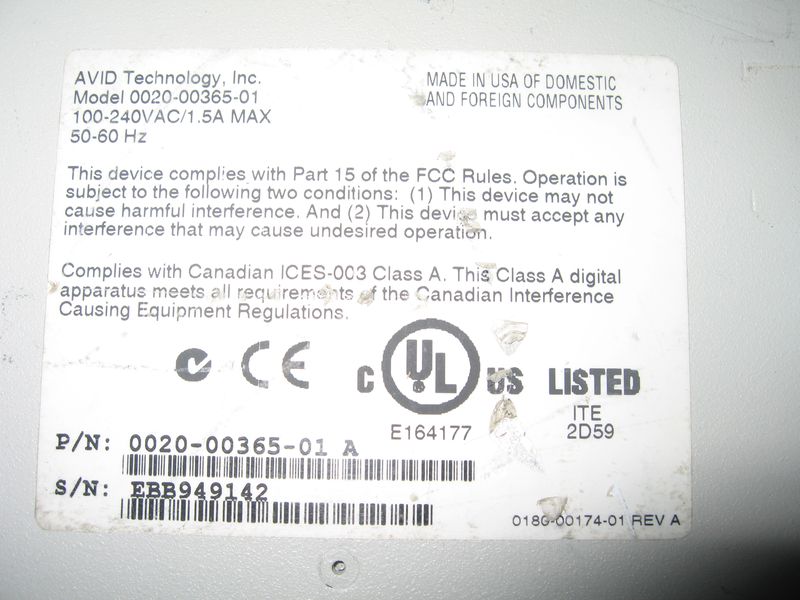 AVID Technology, Inc.
Model 0020-00365-01
100-240VAC/1.5A MAX
50-60 Hz
MADE IN USA OF DOMESTIC
AND FOREIGN COMPONENTS
This device complies with Part 15 of the FCC Rules. Operation is
subject to the following two conditions: (1) This device may not
cause harmful interference. And (2) This device must accept any
interference that may cause undesired operation.
Complies with Canadian ICES-003 Class A. This Class A digital
apparatus meets all requirements of the Canadian Interference
Causing Equipment Regulations.
CE
C UL US LISTED
E164177
ITE
2D59
P/N: 0020-00365-01 A
S/N: EBB949142
0180-00174-01 REV A